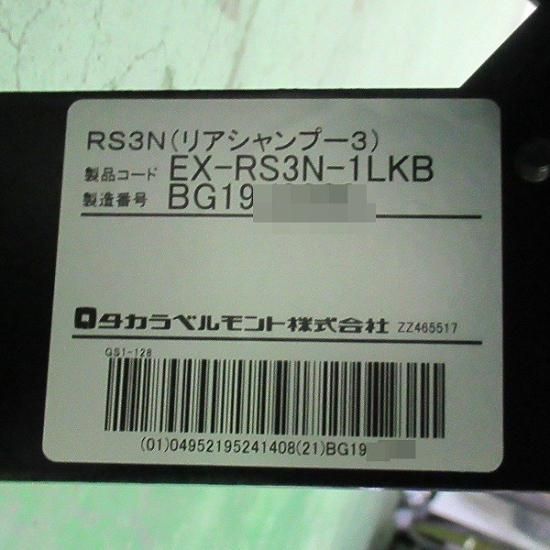 RS3N(リアシャンプー3)
製品コード EX-RS3N-1LKB
製造番号 BG19
タカラベルモント株式会社 ZZ465517
GS1-128
(01)04952195241408(21)BG19